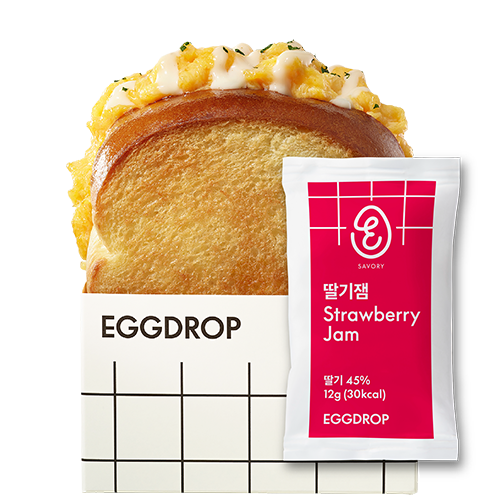 EGGDROP
SAVORY
딸기잼
Strawberry
Jam
딸기 45%
12g (30kcal)
EGGDROP